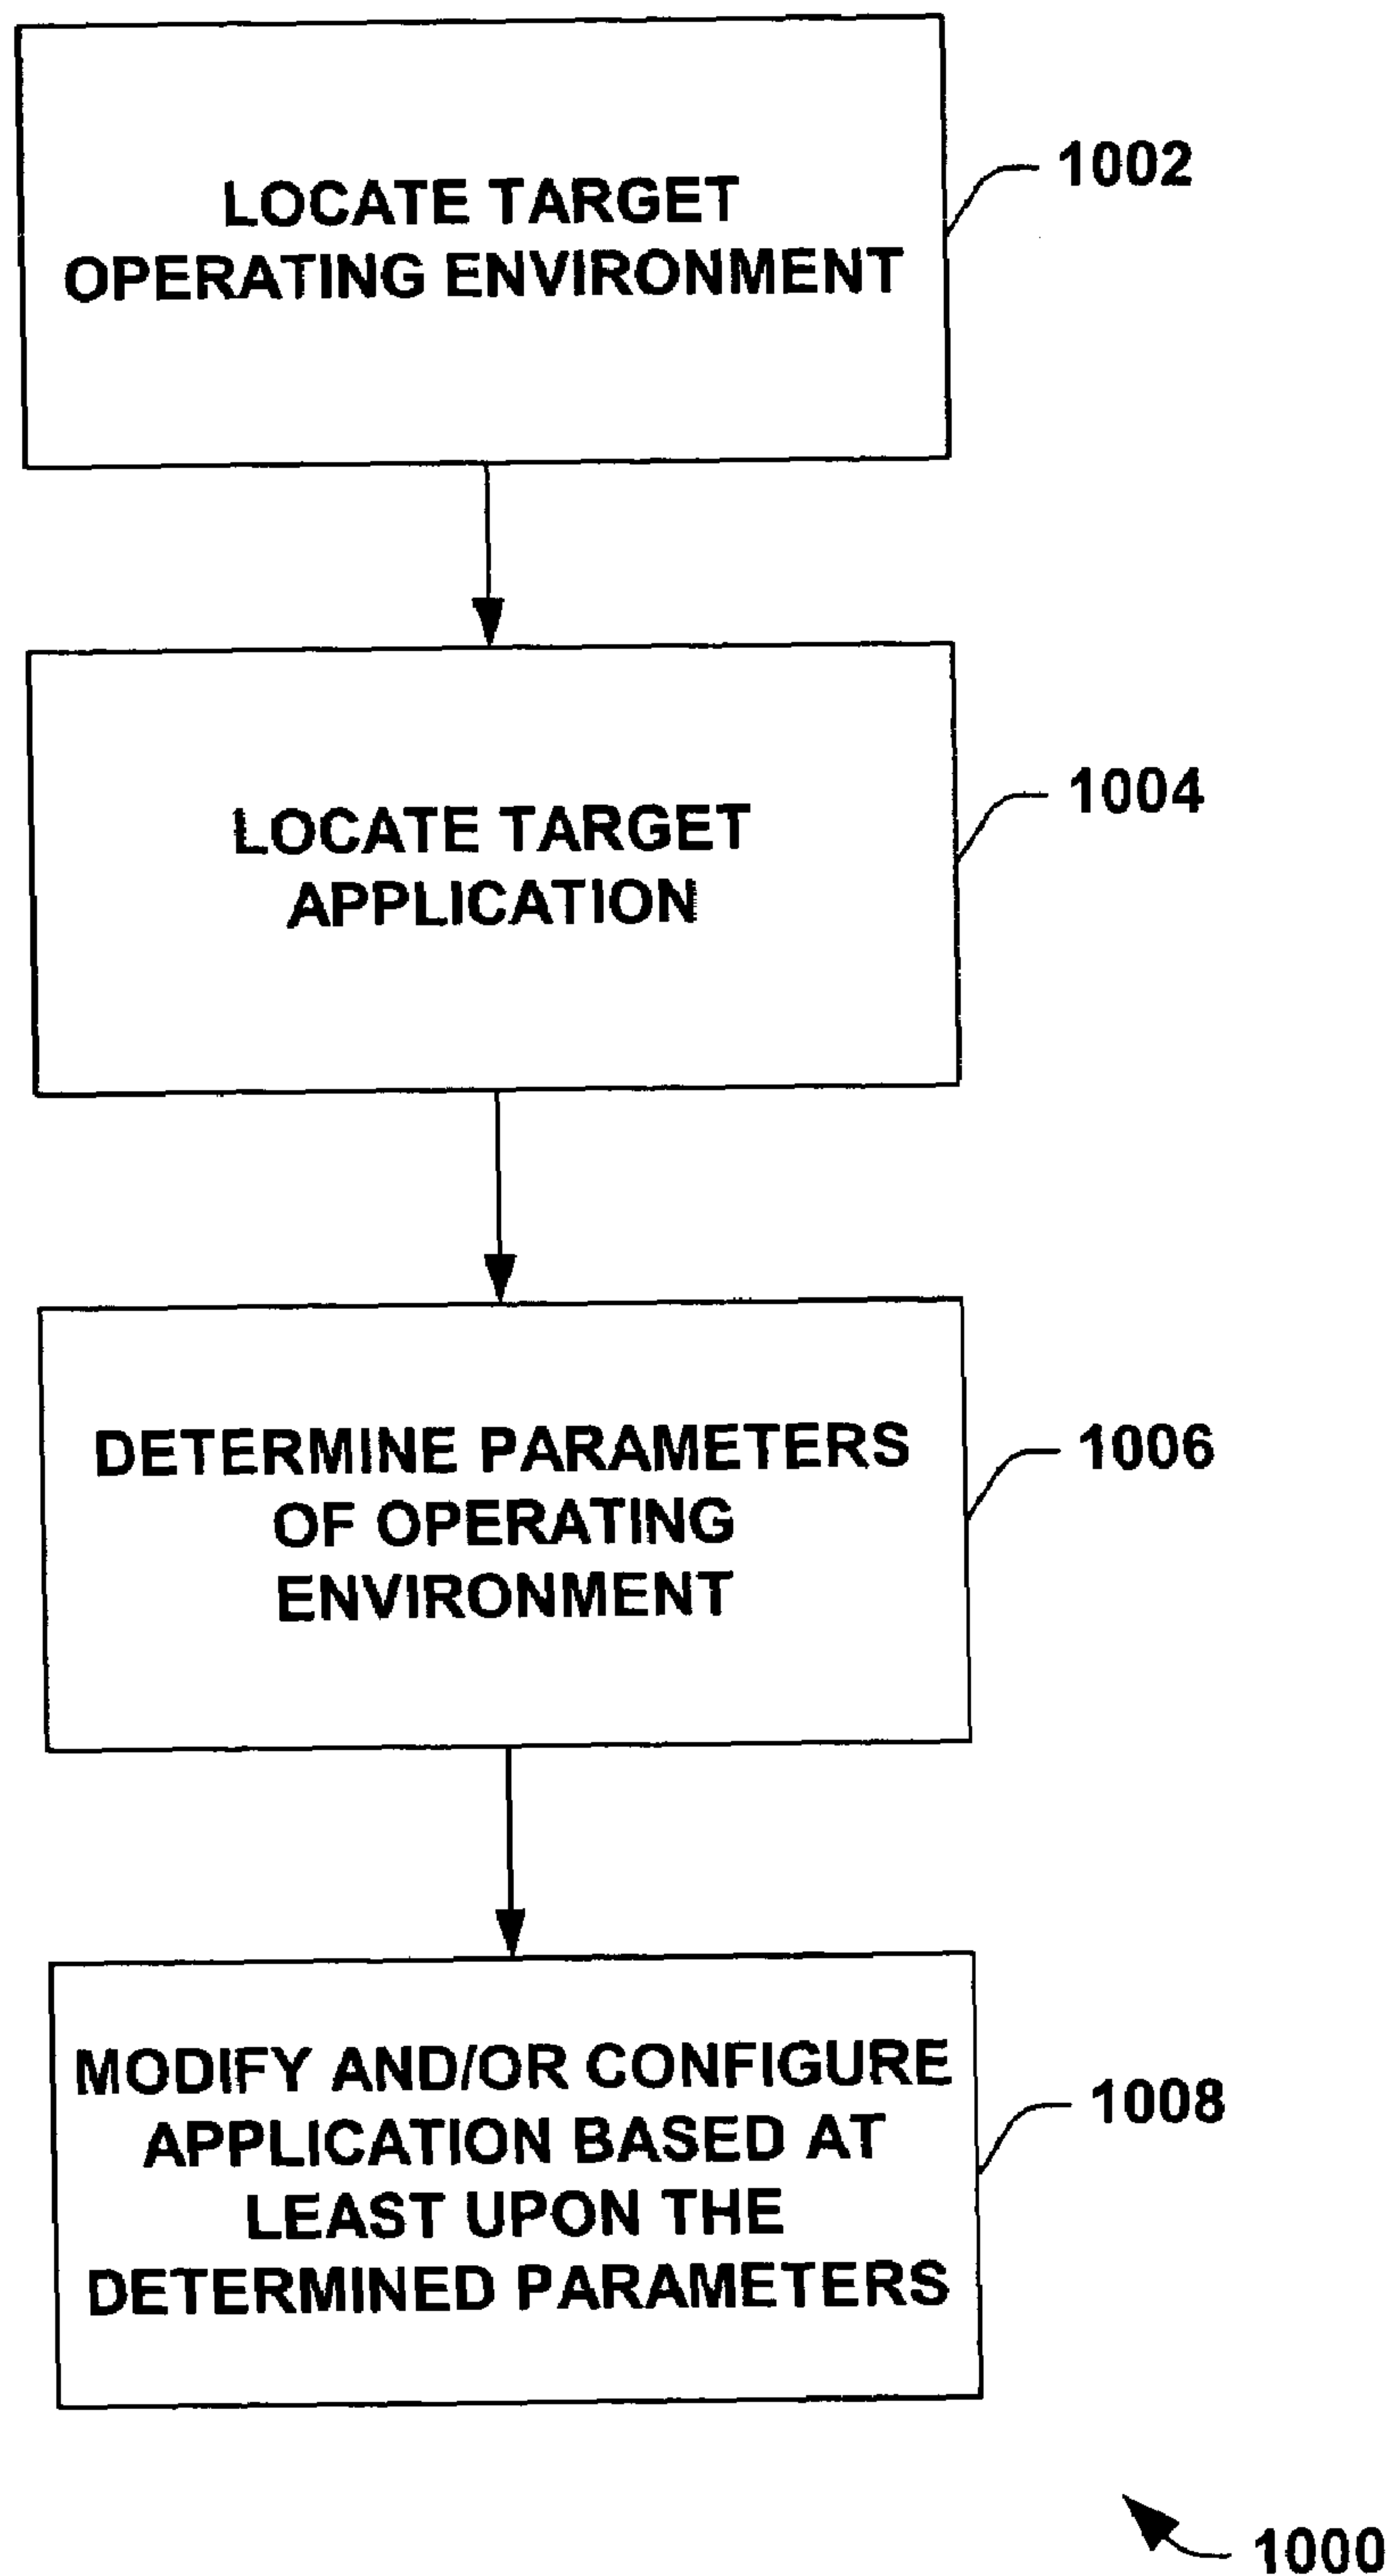 LOCATE TARGET
OPERATING ENVIRONMENT
1002
LOCATE TARGET
APPLICATION
1004
DETERMINE PARAMETERS
OF OPERATING
ENVIRONMENT
1006
MODIFY AND/OR CONFIGURE
APPLICATION BASED AT
LEAST UPON THE
DETERMINED PARAMETERS
1008
1000